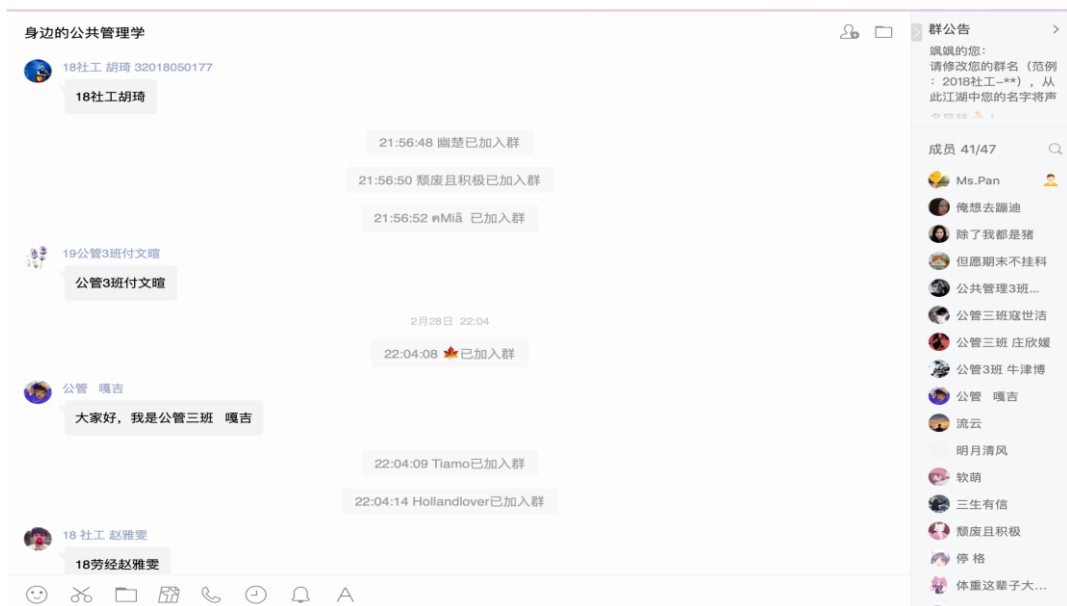 身边的公共管理学
18社工 胡琦 32018050177
18社工胡琦
21:56:48 幽楚已加入群
21:56:50 颓废且积极已加入群
21:56:52 ฅMiā 已加入群
19公管3班付文暄
公管3班付文暄
2月28日 22:04
22:04:08 🍁已加入群
公管 嘎吉
大家好，我是公管三班 嘎吉
22:04:09 Tiamo已加入群
22:04:14 Hollandlover已加入群
18 社工 赵雅雯
18劳经赵雅雯
群公告
飒飒的您：
请修改您的群名（范例
：2018社工-**），从
此江湖中您的名字将声
成员 41/47
Ms.Pan
俺想去蹦迪
除了我都是猪
但愿期末不挂科
公共管理3班...
公管三班寇世洁
公管三班 庄欣媛
公管3班 牛津博
公管 嘎吉
流云
明月清风
软萌
三生有信
颓废且积极
停 格
体重这辈子大...